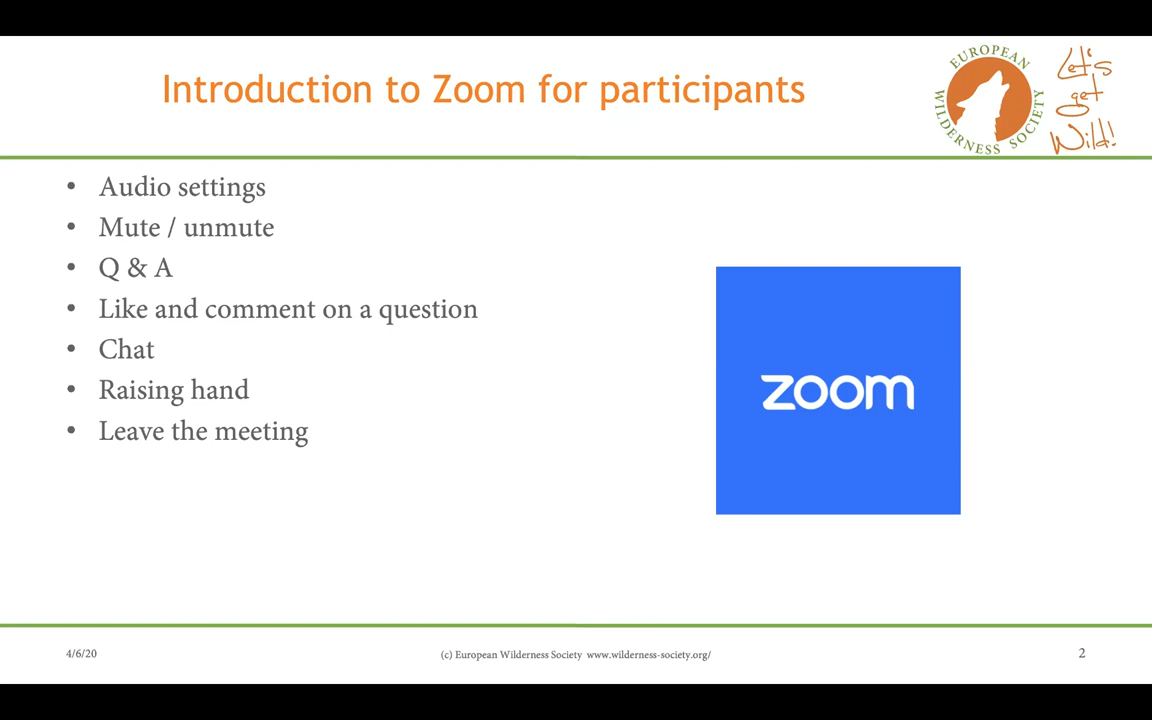 Introduction to Zoom for participants
EUROPEAN
WILDERNESS SOCIETY
Let's
get
Wild!
• Audio settings
• Mute / unmute
• Q & A
• Like and comment on a question
• Chat
• Raising hand
• Leave the meeting
zoom
4/6/20
(c) European Wilderness Society www.wilderness-society.org/
2